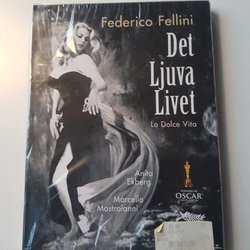 Federico Fellini
Det
Ljuva
Livet
La Dolce Vita
Anita
Ekberg
Marcello
Mastroianni
OSCAR